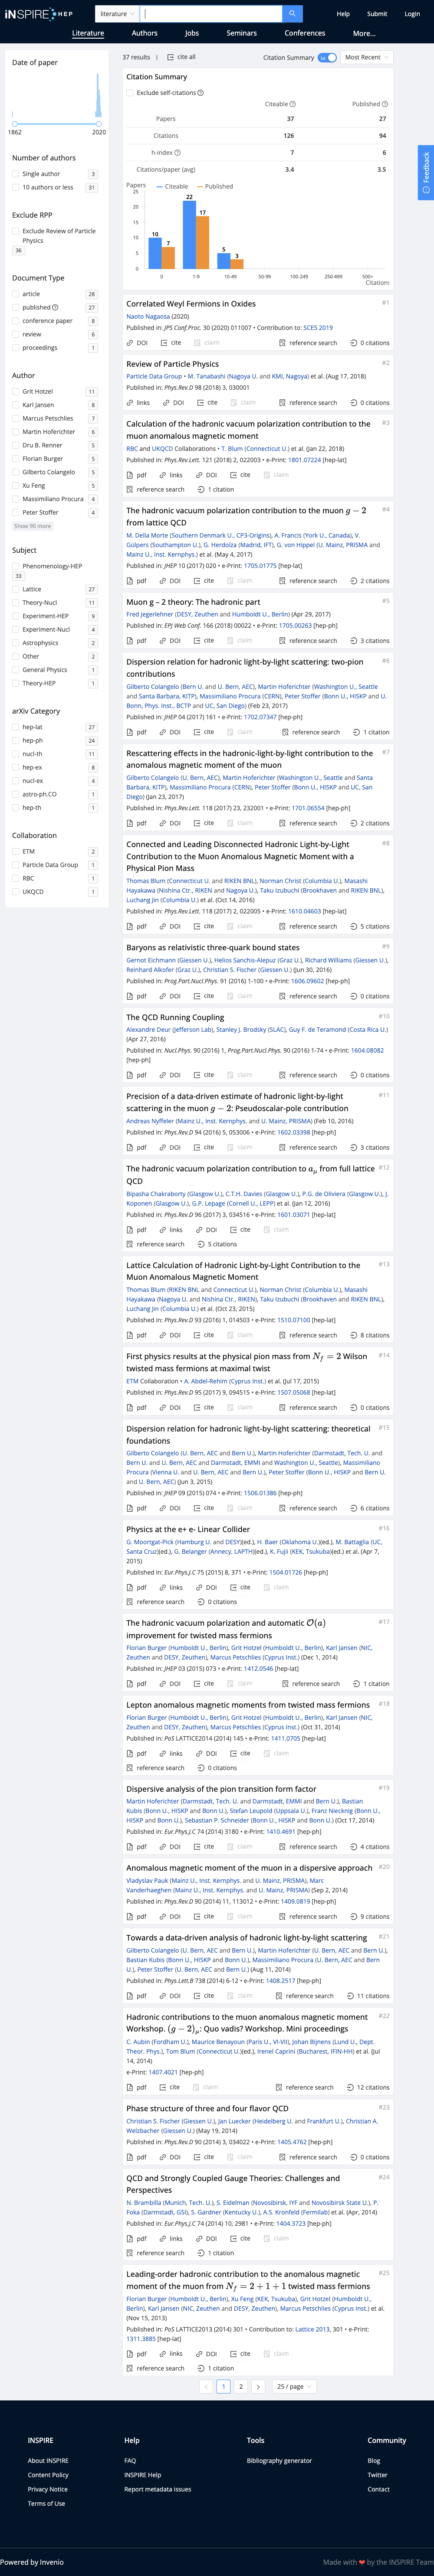 iNSPIRE HEP
literature
Help
Submit
Login
Literature
Authors
Jobs
Seminars
Conferences
More...
Date of paper
1862
2020
Number of authors
Single author
3
10 authors or less
31
Exclude RPP
Exclude Review of Particle
Physics
36
Document Type
article
28
published
27
conference paper
8
review
6
proceedings
1
Author
Grit Hotzel
11
Karl Jansen
8
Marcus Petschlies
7
Martin Hoferichter
6
Dru B. Renner
5
Florian Burger
5
Gilberto Colangelo
5
Xu Feng
5
Massimiliano Procura
4
Peter Stoffer
4
Show 90 more
Subject
Phenomenology-HEP
33
Lattice
27
Theory-Nucl
11
Experiment-HEP
9
Experiment-Nucl
4
Astrophysics
2
Other
2
General Physics
1
Theory-HEP
1
arXiv Category
hep-lat
27
hep-ph
24
nucl-th
11
hep-ex
8
nucl-ex
4
astro-ph.CO
1
hep-th
1
Collaboration
ETM
2
Particle Data Group
1
RBC
1
UKQCD
1
37 results | cite all
Citation Summary
Most Recent
Citation Summary
Exclude self-citations
Citeable Published
Papers 37 27
Citations 126 94
h-index 7 6
Citations/paper (avg) 3.4 3.5
Papers
Citeable Published
25
20
15
10
5
0
10 7
22 17
5 3
0 1-9 10-49 50-99 100-249 250-499 500+
Citations
Correlated Weyl Fermions in Oxides
#1
Naoto Nagaosa (2020)
Published in: JPS Conf.Proc. 30 (2020) 011007 • Contribution to: SCES 2019
DOI cite claim reference search 0 citations
Review of Particle Physics
#2
Particle Data Group • M. Tanabashi (Nagoya U. and KMI, Nagoya) et al. (Aug 17, 2018)
Published in: Phys.Rev.D 98 (2018) 3, 030001
links DOI cite claim reference search 0 citations
Calculation of the hadronic vacuum polarization contribution to the
muon anomalous magnetic moment
#3
RBC and UKQCD Collaborations • T. Blum (Connecticut U.) et al. (Jan 22, 2018)
Published in: Phys.Rev.Lett. 121 (2018) 2, 022003 • e-Print: 1801.07224 [hep-lat]
pdf links DOI cite claim
reference search 1 citation
The hadronic vacuum polarization contribution to the muon g − 2
from lattice QCD
#4
M. Della Morte (Southern Denmark U., CP3-Origins), A. Francis (York U., Canada), V.
Gülpers (Southampton U.), G. Herdoíza (Madrid, IFT), G. von Hippel (U. Mainz, PRISMA and
Mainz U., Inst. Kernphys.) et al. (May 4, 2017)
Published in: JHEP 10 (2017) 020 • e-Print: 1705.01775 [hep-lat]
pdf DOI cite claim reference search 2 citations
Muon g – 2 theory: The hadronic part
#5
Fred Jegerlehner (DESY, Zeuthen and Humboldt U., Berlin) (Apr 29, 2017)
Published in: EPJ Web Conf. 166 (2018) 00022 • e-Print: 1705.00263 [hep-ph]
pdf DOI cite claim reference search 3 citations
Dispersion relation for hadronic light-by-light scattering: two-pion
contributions
#6
Gilberto Colangelo (Bern U. and U. Bern, AEC), Martin Hoferichter (Washington U., Seattle
and Santa Barbara, KITP), Massimiliano Procura (CERN), Peter Stoffer (Bonn U., HISKP and U.
Bonn, Phys. Inst., BCTP and UC, San Diego) (Feb 23, 2017)
Published in: JHEP 04 (2017) 161 • e-Print: 1702.07347 [hep-ph]
pdf DOI cite claim reference search 1 citation
Rescattering effects in the hadronic-light-by-light contribution to the
anomalous magnetic moment of the muon
#7
Gilberto Colangelo (U. Bern, AEC), Martin Hoferichter (Washington U., Seattle and Santa
Barbara, KITP), Massimiliano Procura (CERN), Peter Stoffer (Bonn U., HISKP and UC, San
Diego) (Jan 23, 2017)
Published in: Phys.Rev.Lett. 118 (2017) 23, 232001 • e-Print: 1701.06554 [hep-ph]
pdf DOI cite claim reference search 2 citations
Connected and Leading Disconnected Hadronic Light-by-Light
Contribution to the Muon Anomalous Magnetic Moment with a
Physical Pion Mass
#8
Thomas Blum (Connecticut U. and RIKEN BNL), Norman Christ (Columbia U.), Masashi
Hayakawa (Nishina Ctr., RIKEN and Nagoya U.), Taku Izubuchi (Brookhaven and RIKEN BNL),
Luchang Jin (Columbia U.) et al. (Oct 14, 2016)
Published in: Phys.Rev.Lett. 118 (2017) 2, 022005 • e-Print: 1610.04603 [hep-lat]
pdf DOI cite claim reference search 5 citations
Baryons as relativistic three-quark bound states
#9
Gernot Eichmann (Giessen U.), Helios Sanchis-Alepuz (Graz U.), Richard Williams (Giessen U.),
Reinhard Alkofer (Graz U.), Christian S. Fischer (Giessen U.) (Jun 30, 2016)
Published in: Prog.Part.Nucl.Phys. 91 (2016) 1-100 • e-Print: 1606.09602 [hep-ph]
pdf DOI cite claim reference search 0 citations
The QCD Running Coupling
#10
Alexandre Deur (Jefferson Lab), Stanley J. Brodsky (SLAC), Guy F. de Teramond (Costa Rica U.)
(Apr 27, 2016)
Published in: Nucl.Phys. 90 (2016) 1, Prog.Part.Nucl.Phys. 90 (2016) 1-74 • e-Print: 1604.08082
[hep-ph]
pdf DOI cite claim reference search 0 citations
Precision of a data-driven estimate of hadronic light-by-light
scattering in the muon g − 2: Pseudoscalar-pole contribution
#11
Andreas Nyffeler (Mainz U., Inst. Kernphys. and U. Mainz, PRISMA) (Feb 10, 2016)
Published in: Phys.Rev.D 94 (2016) 5, 053006 • e-Print: 1602.03398 [hep-ph]
pdf DOI cite claim reference search 3 citations
The hadronic vacuum polarization contribution to aμ from full lattice
QCD
#12
Bipasha Chakraborty (Glasgow U.), C.T.H. Davies (Glasgow U.), P.G. de Oliviera (Glasgow U.), J.
Koponen (Glasgow U.), G.P. Lepage (Cornell U., LEPP) et al. (Jan 12, 2016)
Published in: Phys.Rev.D 96 (2017) 3, 034516 • e-Print: 1601.03071 [hep-lat]
pdf links DOI cite claim
reference search 5 citations
Lattice Calculation of Hadronic Light-by-Light Contribution to the
Muon Anomalous Magnetic Moment
#13
Thomas Blum (RIKEN BNL and Connecticut U.), Norman Christ (Columbia U.), Masashi
Hayakawa (Nagoya U. and Nishina Ctr., RIKEN), Taku Izubuchi (Brookhaven and RIKEN BNL),
Luchang Jin (Columbia U.) et al. (Oct 23, 2015)
Published in: Phys.Rev.D 93 (2016) 1, 014503 • e-Print: 1510.07100 [hep-lat]
pdf DOI cite claim reference search 8 citations
First physics results at the physical pion mass from Nf = 2 Wilson
twisted mass fermions at maximal twist
#14
ETM Collaboration • A. Abdel-Rehim (Cyprus Inst.) et al. (Jul 17, 2015)
Published in: Phys.Rev.D 95 (2017) 9, 094515 • e-Print: 1507.05068 [hep-lat]
pdf DOI cite claim reference search 0 citations
Dispersion relation for hadronic light-by-light scattering: theoretical
foundations
#15
Gilberto Colangelo (U. Bern, AEC and Bern U.), Martin Hoferichter (Darmstadt, Tech. U. and
Bern U. and U. Bern, AEC and Darmstadt, EMMI and Washington U., Seattle), Massimiliano
Procura (Vienna U. and U. Bern, AEC and Bern U.), Peter Stoffer (Bonn U., HISKP and Bern U.
and U. Bern, AEC) (Jun 3, 2015)
Published in: JHEP 09 (2015) 074 • e-Print: 1506.01386 [hep-ph]
pdf DOI cite claim reference search 6 citations
Physics at the e+ e- Linear Collider
#16
G. Moortgat-Pick (Hamburg U. and DESY)(ed.), H. Baer (Oklahoma U.)(ed.), M. Battaglia (UC,
Santa Cruz)(ed.), G. Belanger (Annecy, LAPTH)(ed.), K. Fujii (KEK, Tsukuba)(ed.) et al. (Apr 7,
2015)
Published in: Eur.Phys.J.C 75 (2015) 8, 371 • e-Print: 1504.01726 [hep-ph]
pdf links DOI cite claim
reference search 0 citations
The hadronic vacuum polarization and automatic O(a)
improvement for twisted mass fermions
#17
Florian Burger (Humboldt U., Berlin), Grit Hotzel (Humboldt U., Berlin), Karl Jansen (NIC,
Zeuthen and DESY, Zeuthen), Marcus Petschlies (Cyprus Inst.) (Dec 1, 2014)
Published in: JHEP 03 (2015) 073 • e-Print: 1412.0546 [hep-lat]
pdf DOI cite claim reference search 1 citation
Lepton anomalous magnetic moments from twisted mass fermions
#18
Florian Burger (Humboldt U., Berlin), Grit Hotzel (Humboldt U., Berlin), Karl Jansen (NIC,
Zeuthen and DESY, Zeuthen), Marcus Petschlies (Cyprus Inst.) (Oct 31, 2014)
Published in: PoS LATTICE2014 (2014) 145 • e-Print: 1411.0705 [hep-lat]
pdf links DOI cite claim
reference search 0 citations
Dispersive analysis of the pion transition form factor
#19
Martin Hoferichter (Darmstadt, Tech. U. and Darmstadt, EMMI and Bern U.), Bastian
Kubis (Bonn U., HISKP and Bonn U.), Stefan Leupold (Uppsala U.), Franz Niecknig (Bonn U.,
HISKP and Bonn U.), Sebastian P. Schneider (Bonn U., HISKP and Bonn U.) (Oct 17, 2014)
Published in: Eur.Phys.J.C 74 (2014) 3180 • e-Print: 1410.4691 [hep-ph]
pdf DOI cite claim reference search 4 citations
Anomalous magnetic moment of the muon in a dispersive approach
#20
Vladyslav Pauk (Mainz U., Inst. Kernphys. and U. Mainz, PRISMA), Marc
Vanderhaeghen (Mainz U., Inst. Kernphys. and U. Mainz, PRISMA) (Sep 2, 2014)
Published in: Phys.Rev.D 90 (2014) 11, 113012 • e-Print: 1409.0819 [hep-ph]
pdf DOI cite claim reference search 9 citations
Towards a data-driven analysis of hadronic light-by-light scattering
#21
Gilberto Colangelo (U. Bern, AEC and Bern U.), Martin Hoferichter (U. Bern, AEC and Bern U.),
Bastian Kubis (Bonn U., HISKP and Bonn U.), Massimiliano Procura (U. Bern, AEC and Bern
U.), Peter Stoffer (U. Bern, AEC and Bern U.) (Aug 11, 2014)
Published in: Phys.Lett.B 738 (2014) 6-12 • e-Print: 1408.2517 [hep-ph]
pdf DOI cite claim reference search 11 citations
Hadronic contributions to the muon anomalous magnetic moment
Workshop. (g − 2)μ: Quo vadis? Workshop. Mini proceedings
#22
C. Aubin (Fordham U.), Maurice Benayoun (Paris U., VI-VII), Johan Bijnens (Lund U., Dept.
Theor. Phys.), Tom Blum (Connecticut U.)(ed.), Irenel Caprini (Bucharest, IFIN-HH) et al. (Jul
14, 2014)
e-Print: 1407.4021 [hep-ph]
pdf cite claim reference search 12 citations
Phase structure of three and four flavor QCD
#23
Christian S. Fischer (Giessen U.), Jan Luecker (Heidelberg U. and Frankfurt U.), Christian A.
Welzbacher (Giessen U.) (May 19, 2014)
Published in: Phys.Rev.D 90 (2014) 3, 034022 • e-Print: 1405.4762 [hep-ph]
pdf DOI cite claim reference search 0 citations
QCD and Strongly Coupled Gauge Theories: Challenges and
Perspectives
#24
N. Brambilla (Munich, Tech. U.), S. Eidelman (Novosibirsk, IYF and Novosibirsk State U.), P.
Foka (Darmstadt, GSI), S. Gardner (Kentucky U.), A.S. Kronfeld (Fermilab) et al. (Apr, 2014)
Published in: Eur.Phys.J.C 74 (2014) 10, 2981 • e-Print: 1404.3723 [hep-ph]
pdf links DOI cite claim
reference search 1 citation
Leading-order hadronic contribution to the anomalous magnetic
moment of the muon from Nf = 2 + 1 + 1 twisted mass fermions
#25
Florian Burger (Humboldt U., Berlin), Xu Feng (KEK, Tsukuba), Grit Hotzel (Humboldt U.,
Berlin), Karl Jansen (NIC, Zeuthen and DESY, Zeuthen), Marcus Petschlies (Cyprus Inst.) et al.
(Nov 15, 2013)
Published in: PoS LATTICE2013 (2014) 301 • Contribution to: Lattice 2013, 301 • e-Print:
1311.3885 [hep-lat]
pdf links DOI cite claim
reference search 1 citation
1 2 25 / page
Feedback
INSPIRE
About INSPIRE
Content Policy
Privacy Notice
Terms of Use
Help
FAQ
INSPIRE Help
Report metadata issues
Tools
Bibliography generator
Community
Blog
Twitter
Contact
Powered by Invenio
Made with ❤ by the INSPIRE Team